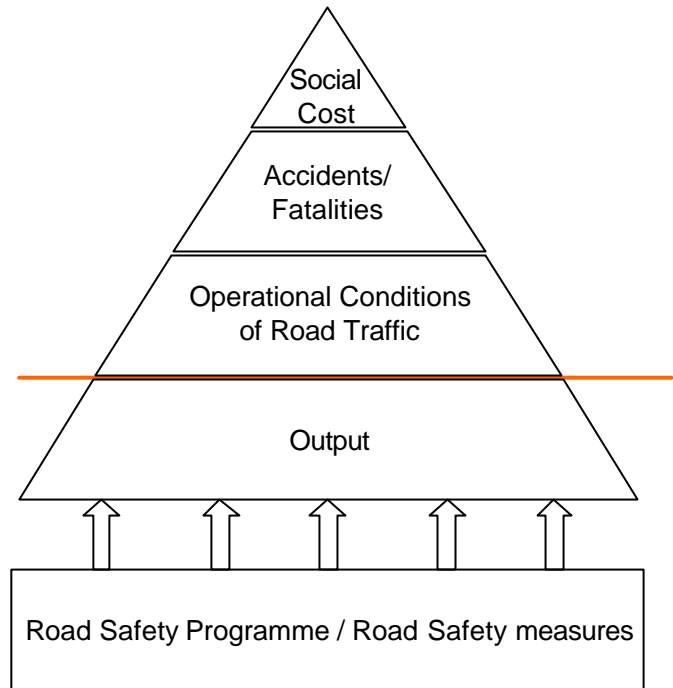 Social
Cost
Accidents/
Fatalities
Operational Conditions
of Road Traffic
Output
Road Safety Programme / Road Safety measures